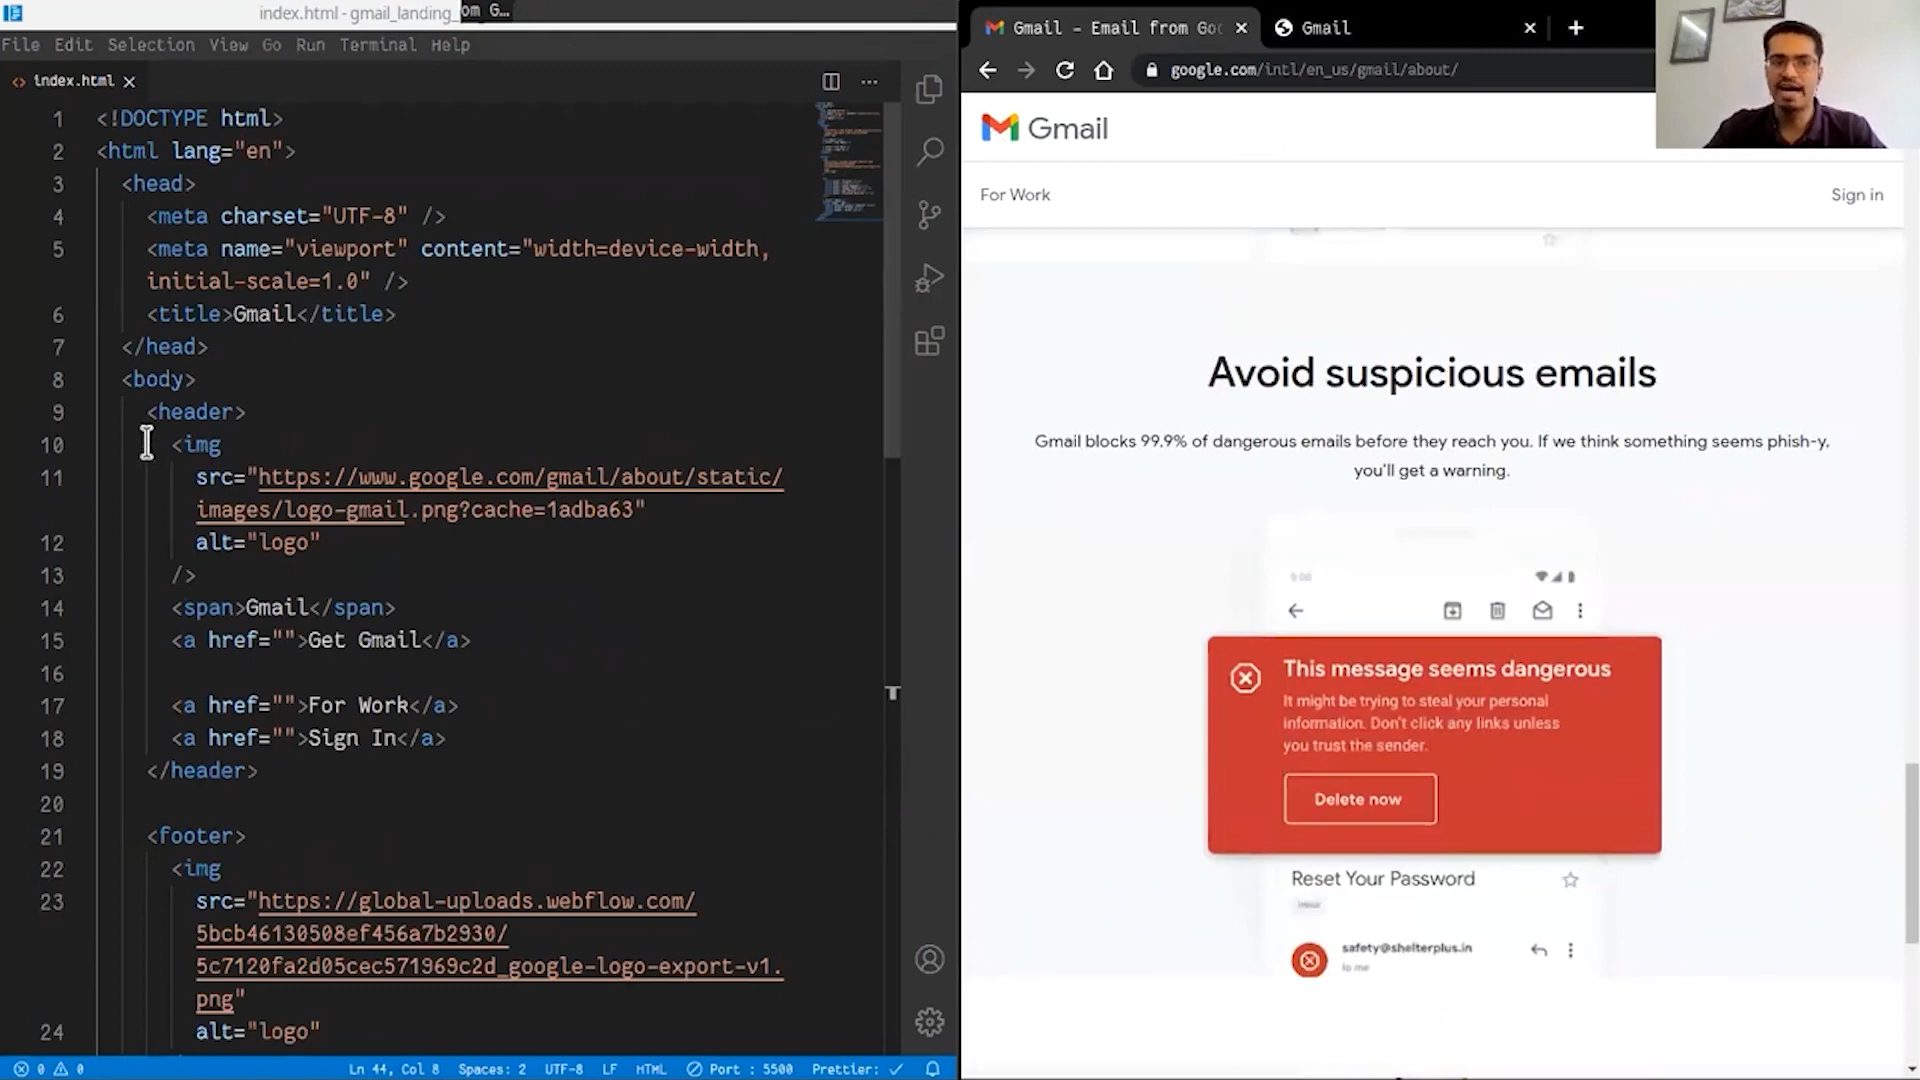 index.html - gmail_landing_
om G...
File Edit Selection View Go Run Terminal Help
index.html
1 <!DOCTYPE html>
2 <html lang="en">
3 <head>
4 <meta charset="UTF-8" />
5 <meta name="viewport" content="width=device-width,
initial-scale=1.0" />
6 <title>Gmail</title>
7 </head>
8 <body>
9 <header>
10 <img
11 src="https://www.google.com/gmail/about/static/
images/logo-gmail.png?cache=1adba63"
12 alt="logo"
13 />
14 <span>Gmail</span>
15 <a href="">Get Gmail</a>
16
17 <a href="">For Work</a>
18 <a href="">Sign In</a>
19 </header>
20
21 <footer>
22 <img
23 src="https://global-uploads.webflow.com/
5bcb46130508ef456a7b2930/
5c7120fa2d05cec571969c2d_google-logo-export-v1.
png"
24 alt="logo"
0 0 Ln 44, Col 8 Spaces: 2 UTF-8 LF HTML Port : 5500 Prettier: ✓
Gmail - Email from Go
Gmail
google.com/intl/en_us/gmail/about/
Gmail
For Work
Sign in
Avoid suspicious emails
Gmail blocks 99.9% of dangerous emails before they reach you. If we think something seems phish-y,
you'll get a warning.
9:00
This message seems dangerous
It might be trying to steal your personal
information. Don't click any links unless
you trust the sender.
Delete now
Reset Your Password
Inbox
safety@shelterplus.in
to me